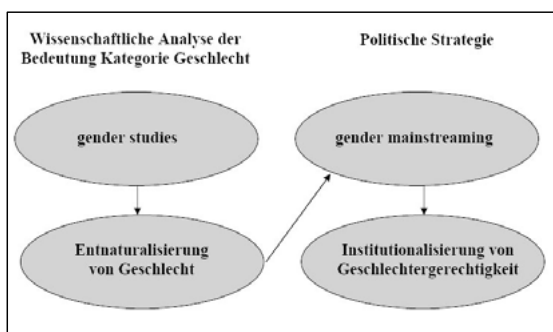 Wissenschaftliche Analyse der
Bedeutung Kategorie Geschlecht
gender studies
Entnaturalisierung
von Geschlecht
Politische Strategie
gender mainstreaming
Institutionalisierung von
Geschlechtergerechtigkeit